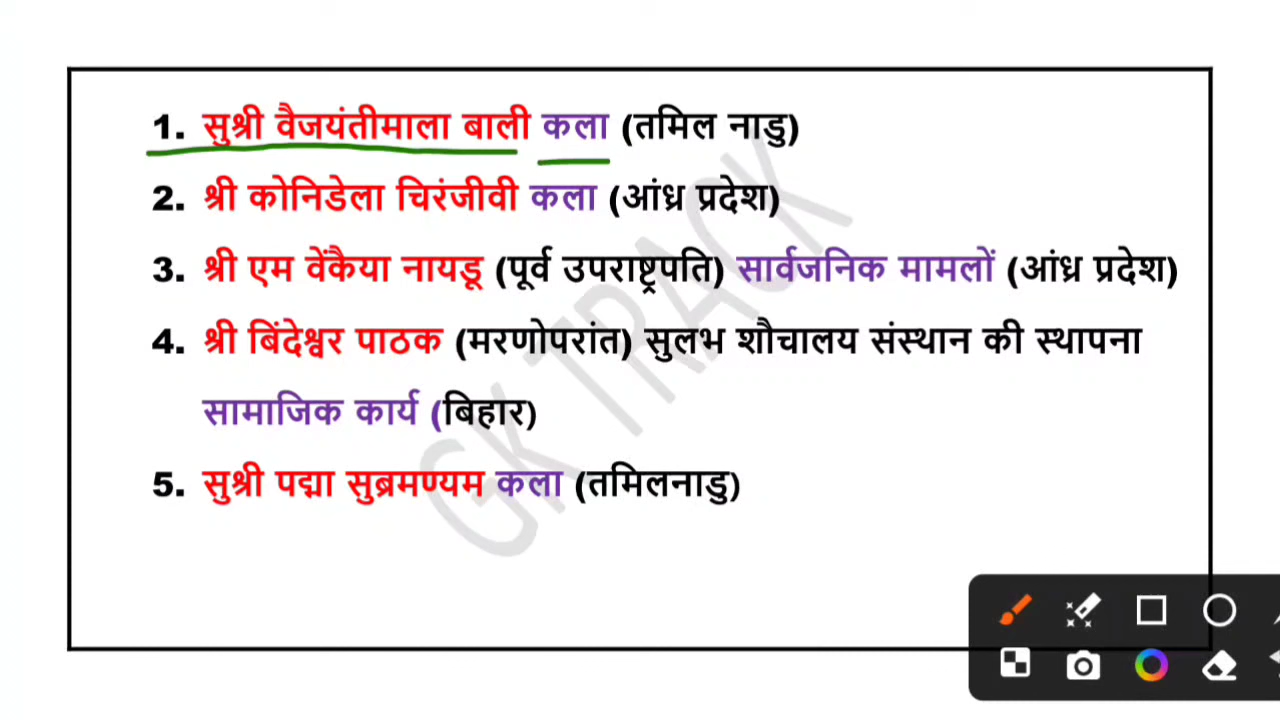 1. सुश्री वैजयंतीमाला बाली कला (तमिल नाडु)
2. श्री कोनिडेला चिरंजीवी कला (आंध्र प्रदेश)
3. श्री एम वेंकैया नायडू (पूर्व उपराष्ट्रपति) सार्वजनिक मामलों (आंध्र प्रदेश)
4. श्री बिंदेश्वर पाठक (मरणोपरांत) सुलभ शौचालय संस्थान की स्थापना
सामाजिक कार्य (बिहार)
5. सुश्री पद्मा सुब्रमण्यम कला (तमिलनाडु)
GK TRACK